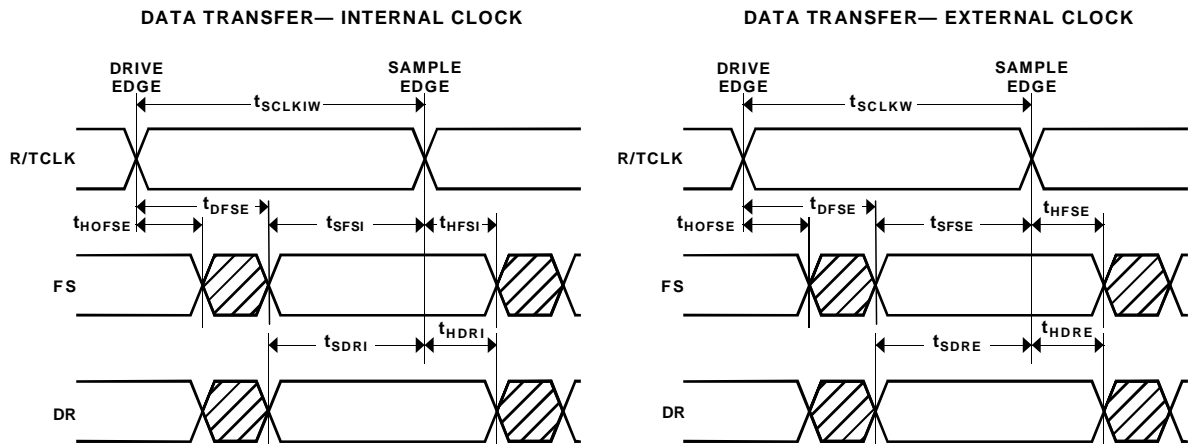 DATA TRANSFER— INTERNAL CLOCK
DRIVE
EDGE
SAMPLE
EDGE
tSCLKIW
R/TCLK
tDFSE
tHOFSE
tSFSI
tHFSI
FS
tSDRI
tHDRI
DR
DATA TRANSFER— EXTERNAL CLOCK
DRIVE
EDGE
SAMPLE
EDGE
tSCLKW
R/TCLK
tDFSE
tHOFSE
tSFSE
tHFSE
FS
tSDRE
tHDRE
DR